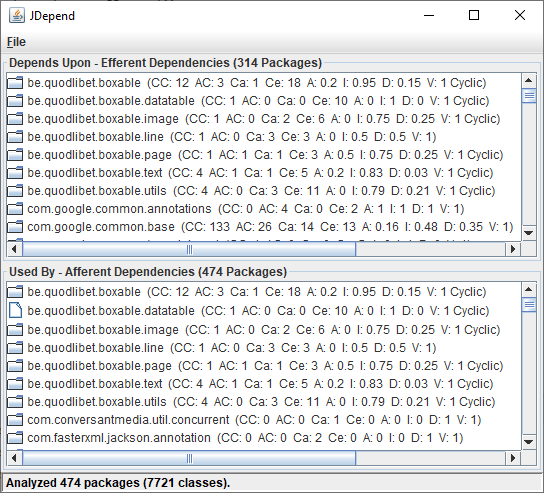 JDepend
File
Depends Upon - Efferent Dependencies (314 Packages)
be.quodlibet.boxable (CC: 12 AC: 3 Ca: 1 Ce: 18 A: 0.2 I: 0.95 D: 0.15 V: 1 Cyclic)
be.quodlibet.boxable.datatable (CC: 1 AC: 0 Ca: 0 Ce: 10 A: 0 I: 1 D: 0 V: 1 Cyclic)
be.quodlibet.boxable.image (CC: 1 AC: 0 Ca: 2 Ce: 6 A: 0 I: 0.75 D: 0.25 V: 1 Cyclic)
be.quodlibet.boxable.line (CC: 1 AC: 0 Ca: 3 Ce: 3 A: 0 I: 0.5 D: 0.5 V: 1)
be.quodlibet.boxable.page (CC: 1 AC: 1 Ca: 1 Ce: 3 A: 0.5 I: 0.75 D: 0.25 V: 1 Cyclic)
be.quodlibet.boxable.text (CC: 4 AC: 1 Ca: 1 Ce: 5 A: 0.2 I: 0.83 D: 0.03 V: 1 Cyclic)
be.quodlibet.boxable.utils (CC: 4 AC: 0 Ca: 3 Ce: 11 A: 0 I: 0.79 D: 0.21 V: 1 Cyclic)
com.google.common.annotations (CC: 0 AC: 4 Ca: 0 Ce: 2 A: 1 I: 1 D: 1 V: 1)
com.google.common.base (CC: 133 AC: 26 Ca: 14 Ce: 13 A: 0.16 I: 0.48 D: 0.35 V: 1)
Used By - Afferent Dependencies (474 Packages)
be.quodlibet.boxable (CC: 12 AC: 3 Ca: 1 Ce: 18 A: 0.2 I: 0.95 D: 0.15 V: 1 Cyclic)
be.quodlibet.boxable.datatable (CC: 1 AC: 0 Ca: 0 Ce: 10 A: 0 I: 1 D: 0 V: 1 Cyclic)
be.quodlibet.boxable.image (CC: 1 AC: 0 Ca: 2 Ce: 6 A: 0 I: 0.75 D: 0.25 V: 1 Cyclic)
be.quodlibet.boxable.line (CC: 1 AC: 0 Ca: 3 Ce: 3 A: 0 I: 0.5 D: 0.5 V: 1)
be.quodlibet.boxable.page (CC: 1 AC: 1 Ca: 1 Ce: 3 A: 0.5 I: 0.75 D: 0.25 V: 1 Cyclic)
be.quodlibet.boxable.text (CC: 4 AC: 1 Ca: 1 Ce: 5 A: 0.2 I: 0.83 D: 0.03 V: 1 Cyclic)
be.quodlibet.boxable.utils (CC: 4 AC: 0 Ca: 3 Ce: 11 A: 0 I: 0.79 D: 0.21 V: 1 Cyclic)
com.conversantmedia.util.concurrent (CC: 0 AC: 0 Ca: 1 Ce: 0 A: 0 I: 0 D: 1 V: 1)
com.fasterxml.jackson.annotation (CC: 0 AC: 0 Ca: 2 Ce: 0 A: 0 I: 0 D: 1 V: 1)
Analyzed 474 packages (7721 classes).